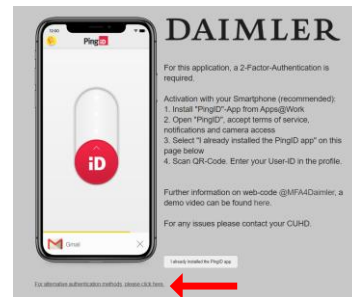 DAIMLER
12:00
PingID
iD
Gmail
For this application, a 2-Factor-Authentication is
required.
Activation with your Smartphone (recommended):
1. Install "PingID"-App from Apps@Work
2. Open "PingID", accept terms of service,
notifications and camera access
3. Select "I already installed the PingID app" on this
page below
4. Scan QR-Code. Enter your User-ID in the profile.
Further information on web-code @MFA4Daimler, a
demo video can be found here.
For any issues please contact your CUHD.
I already installed the PingID app
For alternative authentication methods, please click here.